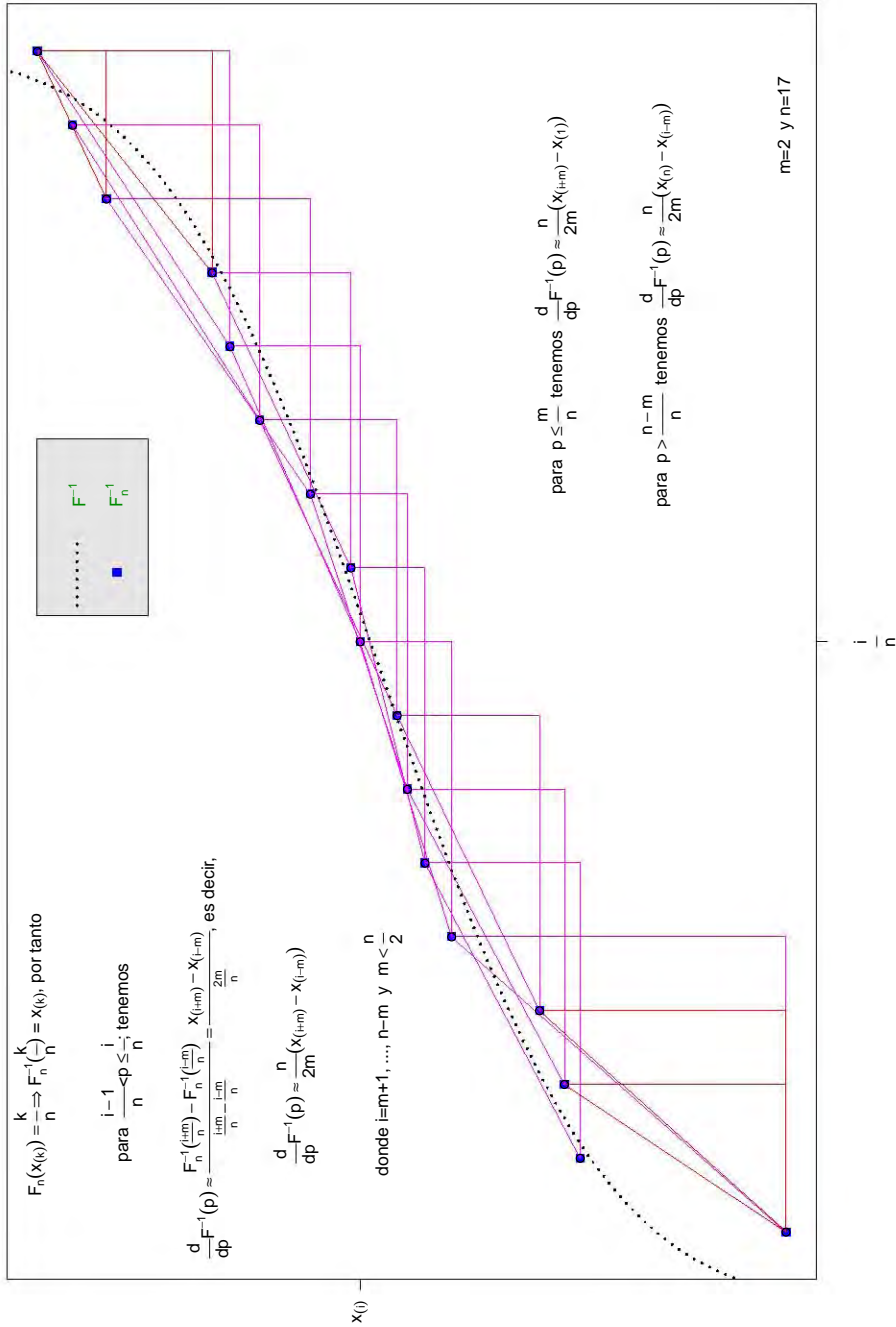 F_n(x_(k)) = k/n ⇒ F_n^{-1}(k/n) = x_(k), por tanto
para (i − 1)/n < p ≤ i/n, tenemos
d/dp F^{-1}(p) ≈ (F_n^{-1}((i+m)/n) − F_n^{-1}((i−m)/n)) / ((i+m)/n − (i−m)/n) = (x_(i+m) − x_(i−m)) / (2m/n), es decir,
d/dp F^{-1}(p) ≈ n/2m (x_(i+m) − x_(i−m))
donde i=m+1, ..., n−m y m < n/2
F^{-1}
F_n^{-1}
para p ≤ m/n tenemos d/dp F^{-1}(p) ≈ n/2m (x_(i+m) − x_(1))
para p > (n − m)/n tenemos d/dp F^{-1}(p) ≈ n/2m (x_(n) − x_(i−m))
m=2 y n=17
x_(i)
i/n